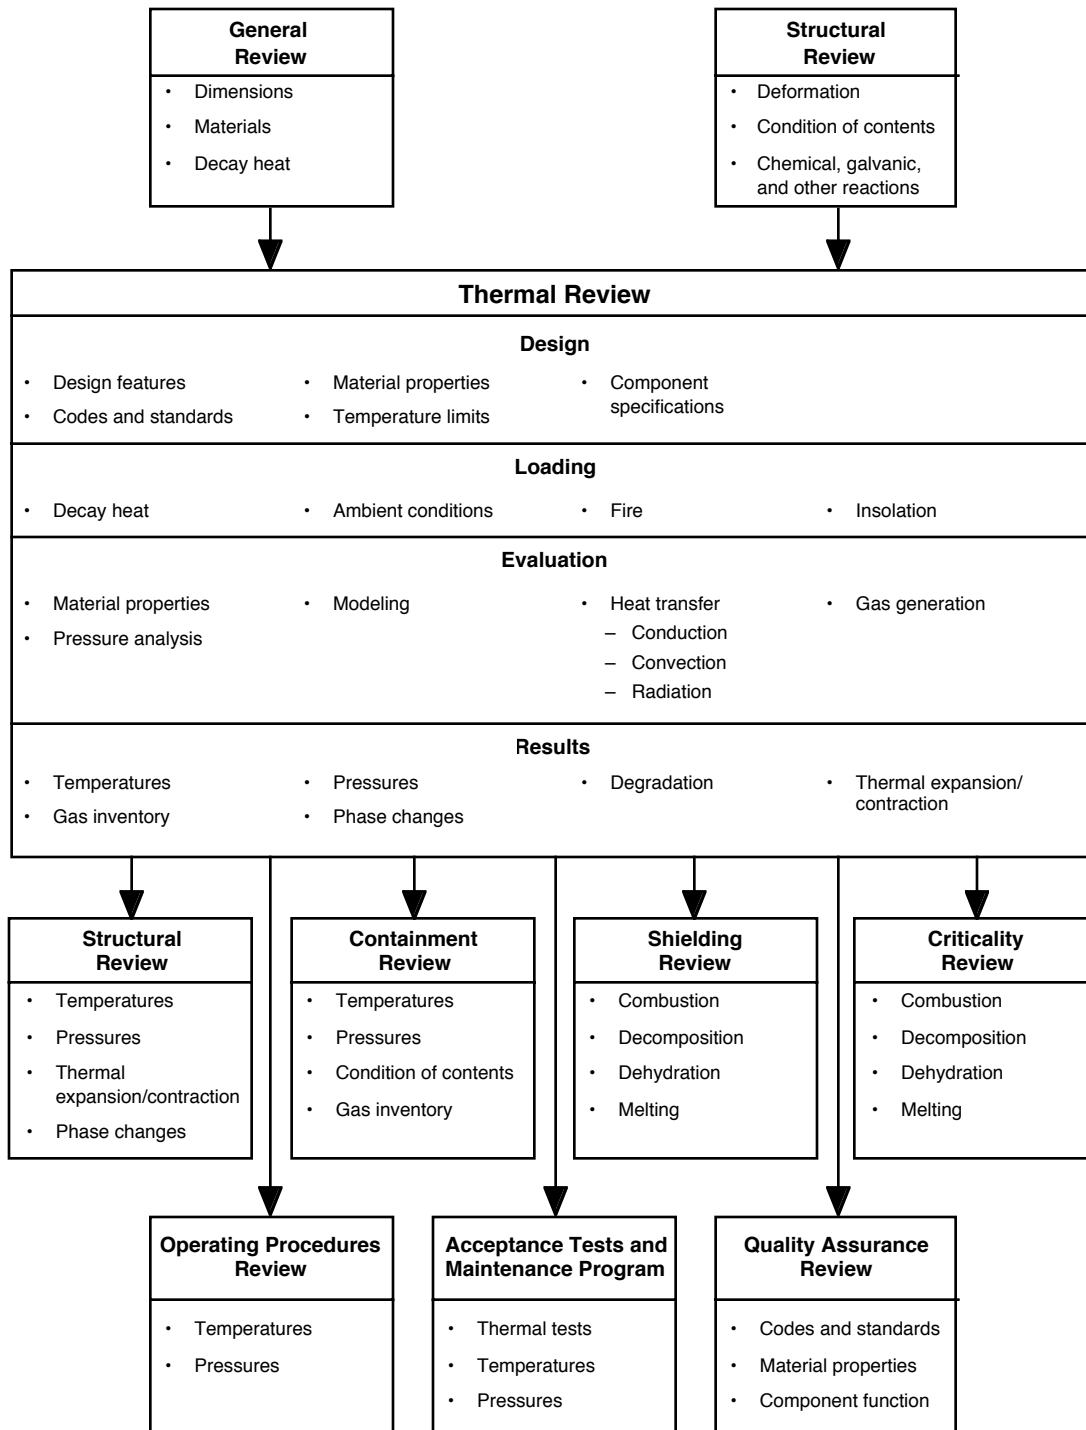 General
Review
• Dimensions
• Materials
• Decay heat
Structural
Review
• Deformation
• Condition of contents
• Chemical, galvanic,
and other reactions
Thermal Review
Design
• Design features
• Material properties
• Component
specifications
• Codes and standards
• Temperature limits
Loading
• Decay heat
• Ambient conditions
• Fire
• Insolation
Evaluation
• Material properties
• Modeling
• Heat transfer
• Gas generation
• Pressure analysis
– Conduction
– Convection
– Radiation
Results
• Temperatures
• Pressures
• Degradation
• Thermal expansion/
contraction
• Gas inventory
• Phase changes
Structural
Review
• Temperatures
• Pressures
• Thermal
expansion/contraction
• Phase changes
Containment
Review
• Temperatures
• Pressures
• Condition of contents
• Gas inventory
Shielding
Review
• Combustion
• Decomposition
• Dehydration
• Melting
Criticality
Review
• Combustion
• Decomposition
• Dehydration
• Melting
Operating Procedures
Review
• Temperatures
• Pressures
Acceptance Tests and
Maintenance Program
• Thermal tests
• Temperatures
• Pressures
Quality Assurance
Review
• Codes and standards
• Material properties
• Component function